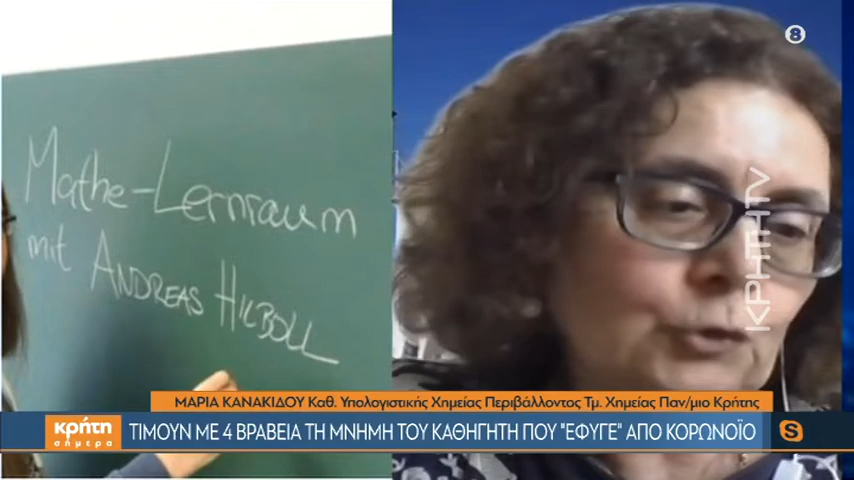 8
Mathe-Lernraum
mit ANDREAS HILBOLL
ΚΡΗΤΗ TV
ΜΑΡΙΑ ΚΑΝΑΚΙΔΟΥ Καθ. Υπολογιστικής Χημείας Περιβάλλοντος Τμ. Χημείας Παν/μιο Κρήτης
κρήτη
σήμερα
ΤΙΜΟΥΝ ΜΕ 4 ΒΡΑΒΕΙΑ ΤΗ ΜΝΗΜΗ ΤΟΥ ΚΑΘΗΓΗΤΗ ΠΟΥ "ΕΦΥΓΕ" ΑΠΟ ΚΟΡΩΝΟΪΟ
S